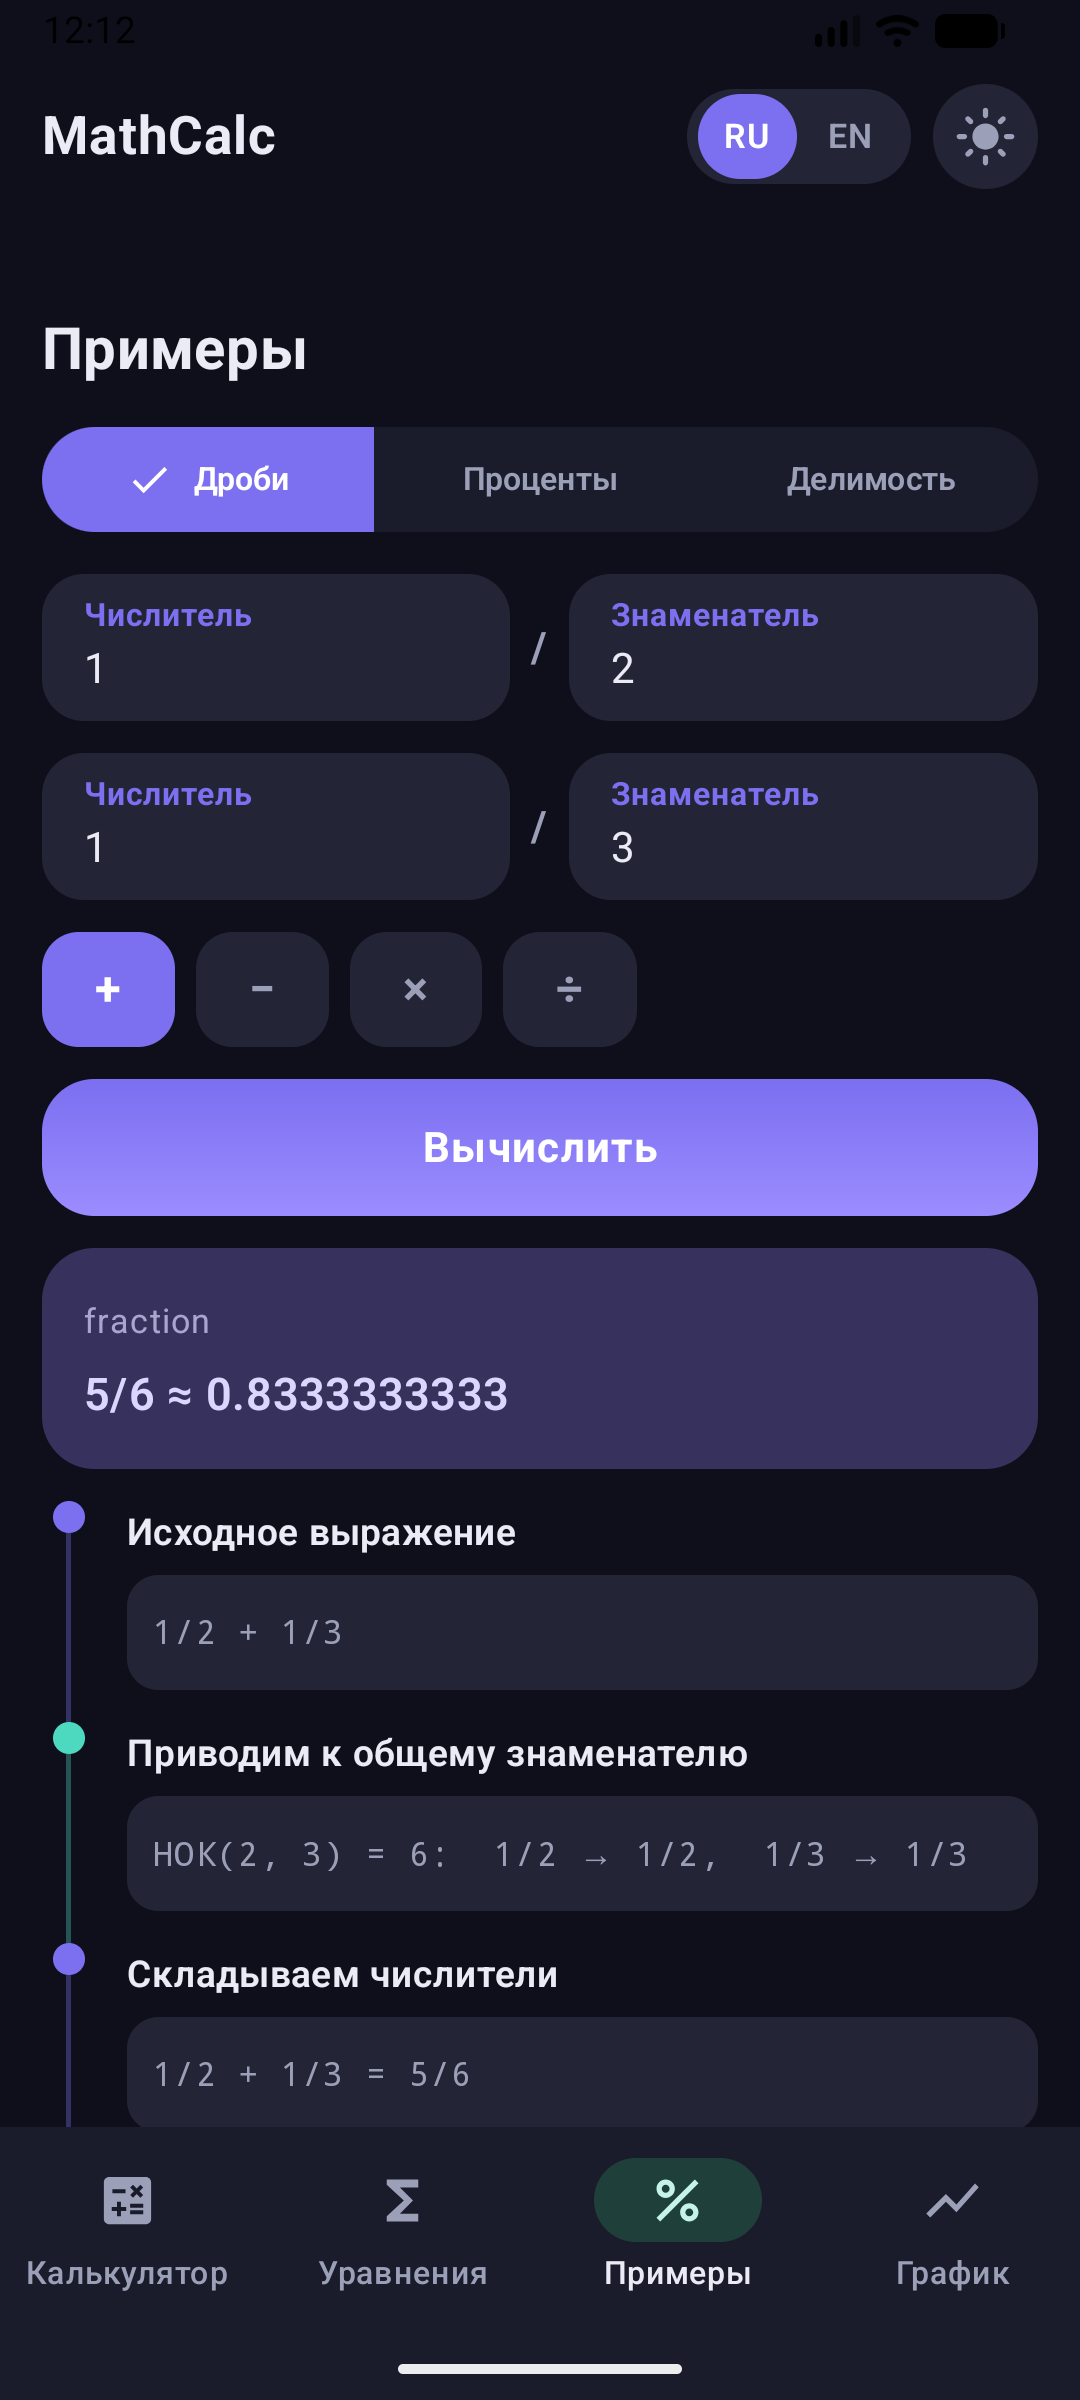 12:12
MathCalc
RU EN
Примеры
Дроби Проценты Делимость
Числитель
1
/
Знаменатель
2
Числитель
1
/
Знаменатель
3
+ − × ÷
Вычислить
fraction
5/6 ≈ 0.8333333333
Исходное выражение
1/2 + 1/3
Приводим к общему знаменателю
НОК(2, 3) = 6:  1/2 → 1/2,  1/3 → 1/3
Складываем числители
1/2 + 1/3 = 5/6
Калькулятор Уравнения Примеры График